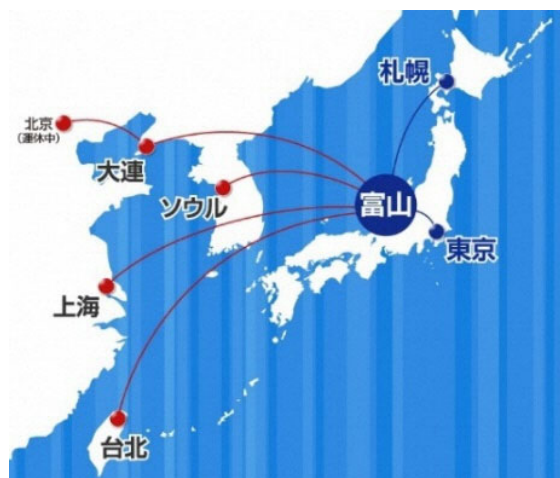 札幌
北京
(運休中)
大連
ソウル
富山
東京
上海
台北